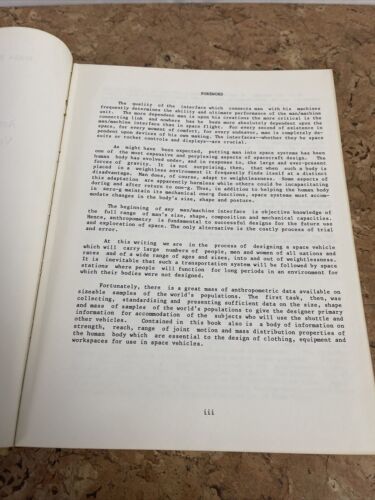 FOREWORD
The quality of the interface which connects man with his machines
frequently determines the ability and ultimate performance of the man/machine
unit. The more dependent man is upon his creations the more critical is the
connecting link and nowhere has he been more absolutely dependent upon the
man/machine interface than in space flight. For every second of existence in
space, for every moment of comfort, for every endeavor, man is completely de-
pendent upon devices of his own making. The interfaces--whether they be space
suits or rocket controls and displays--are crucial.
As might have been expected, putting man into space systems has been
one of the most expensive and perplexing aspects of spacecraft design. The
human body has evolved under, and in response to, the large and ever-present
forces of gravity. It is not surprising, then, that when such a body is
placed in a weightless environment it frequently finds itself at a distinct
disadvantage. Man does, of course, adapt to weightlessness. Some aspects of
this adaptation are apparently harmless while others could be incapacitating
during and after return to one-g. Thus, in addition to helping the human body
in zero-g maintain its mechanical one-g functions, space systems must accom-
modate changes in the body's size, shape and posture.
The beginning of any man/machine interface is objective knowledge of
the full range of man's size, shape, composition and mechanical capacities.
Hence, anthropometry is fundamental to successful designs for the future use
and exploration of space. The only alternative is the costly process of trial
and error.
At this writing we are in the process of designing a space vehicle
which will carry large numbers of people, men and women of all nations and
races and of a wide range of ages and sizes, into and out of weightlessness.
It is inevitable that such a transportation system will be followed by space
stations where people will function for long periods in an environment for
which their bodies were not designed.
Fortunately, there is a great mass of anthropometric data available on
sizeable samples of the world's populations. The first task, then, was
collecting, standardising and presenting sufficient data on the size, shape
and mass of samples of the world's populations to give the designer primary
information for accommodation of the subjects who will use the shuttle and
other vehicles. Contained in this book also is a body of information on
strength, reach, range of joint motion and mass distribution properties of
the human body which are essential to the design of clothing, equipment and
workspaces for use in space vehicles.
iii